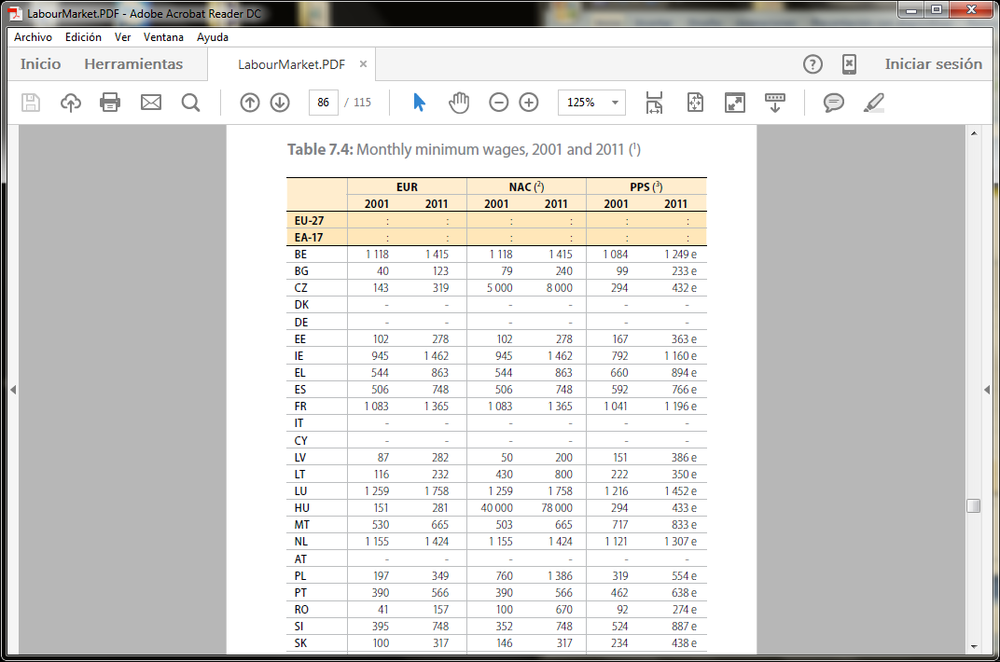 LabourMarket.PDF - Adobe Acrobat Reader DC
Archivo Edición Ver Ventana Ayuda
Inicio Herramientas LabourMarket.PDF × Iniciar sesión
86 / 115 125%
Table 7.4: Monthly minimum wages, 2001 and 2011 (¹)
EUR NAC (²) PPS (³)
2001 2011 2001 2011 2001 2011
EU-27 : : : : : :
EA-17 : : : : : :
BE 1 118 1 415 1 118 1 415 1 084 1 249 e
BG 40 123 79 240 99 233 e
CZ 143 319 5 000 8 000 294 432 e
DK - - - - - -
DE - - - - - -
EE 102 278 102 278 167 363 e
IE 945 1 462 945 1 462 792 1 160 e
EL 544 863 544 863 660 894 e
ES 506 748 506 748 592 766 e
FR 1 083 1 365 1 083 1 365 1 041 1 196 e
IT - - - - - -
CY - - - - - -
LV 87 282 50 200 151 386 e
LT 116 232 430 800 222 350 e
LU 1 259 1 758 1 259 1 758 1 216 1 452 e
HU 151 281 40 000 78 000 294 433 e
MT 530 665 503 665 717 833 e
NL 1 155 1 424 1 155 1 424 1 121 1 307 e
AT - - - - - -
PL 197 349 760 1 386 319 554 e
PT 390 566 390 566 462 638 e
RO 41 157 100 670 92 274 e
SI 395 748 352 748 524 887 e
SK 100 317 146 317 234 438 e